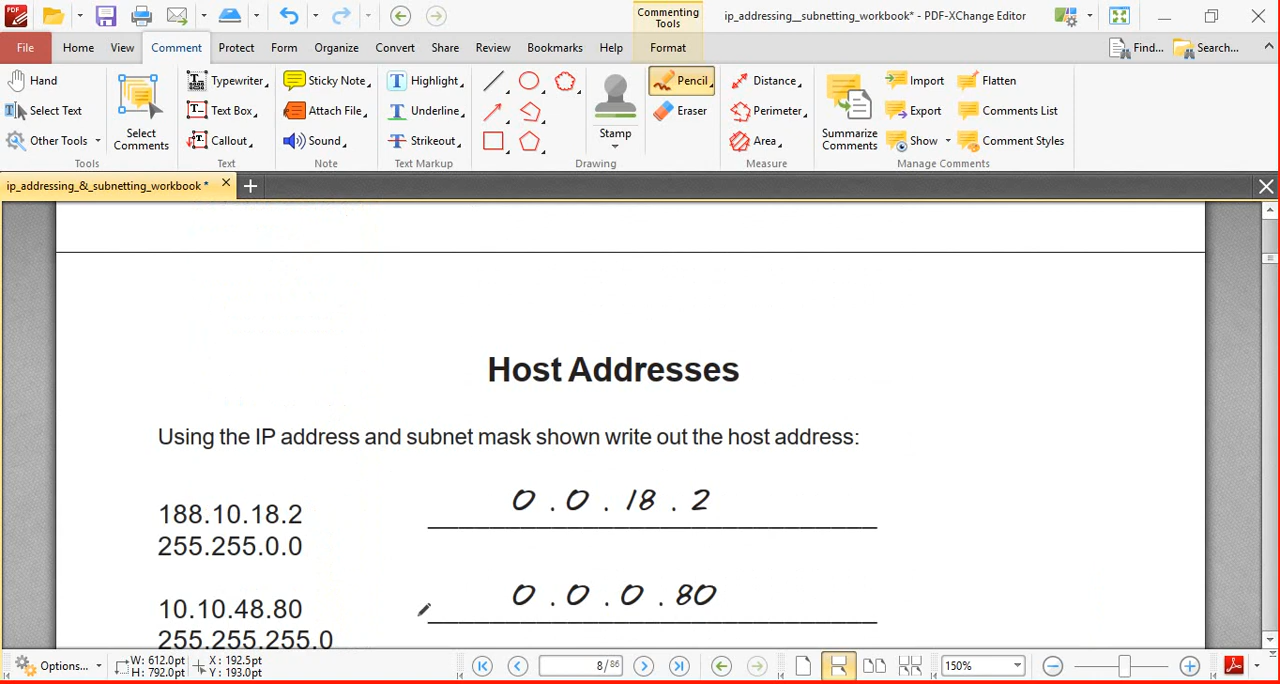 Commenting Tools
ip_addressing__subnetting_workbook* - PDF-XChange Editor
File Home View Comment Protect Form Organize Convert Share Review Bookmarks Help Format Find... Search...
Hand Typewriter Sticky Note Highlight Pencil Distance Import Flatten
Select Text Text Box Attach File Underline Eraser Perimeter Export Comments List
Other Tools Select Comments Callout Sound Strikeout Stamp Area Summarize Comments Show Comment Styles
Tools Text Note Text Markup Drawing Measure Manage Comments
ip_addressing_&_subnetting_workbook *
Host Addresses
Using the IP address and subnet mask shown write out the host address:
188.10.18.2 0 . 0 . 18 . 2
255.255.0.0
10.10.48.80 0 . 0 . 0 . 80
255.255.255.0
Options... W: 612.0pt X: 192.5pt 8/86 150%
H: 792.0pt Y: 193.0pt